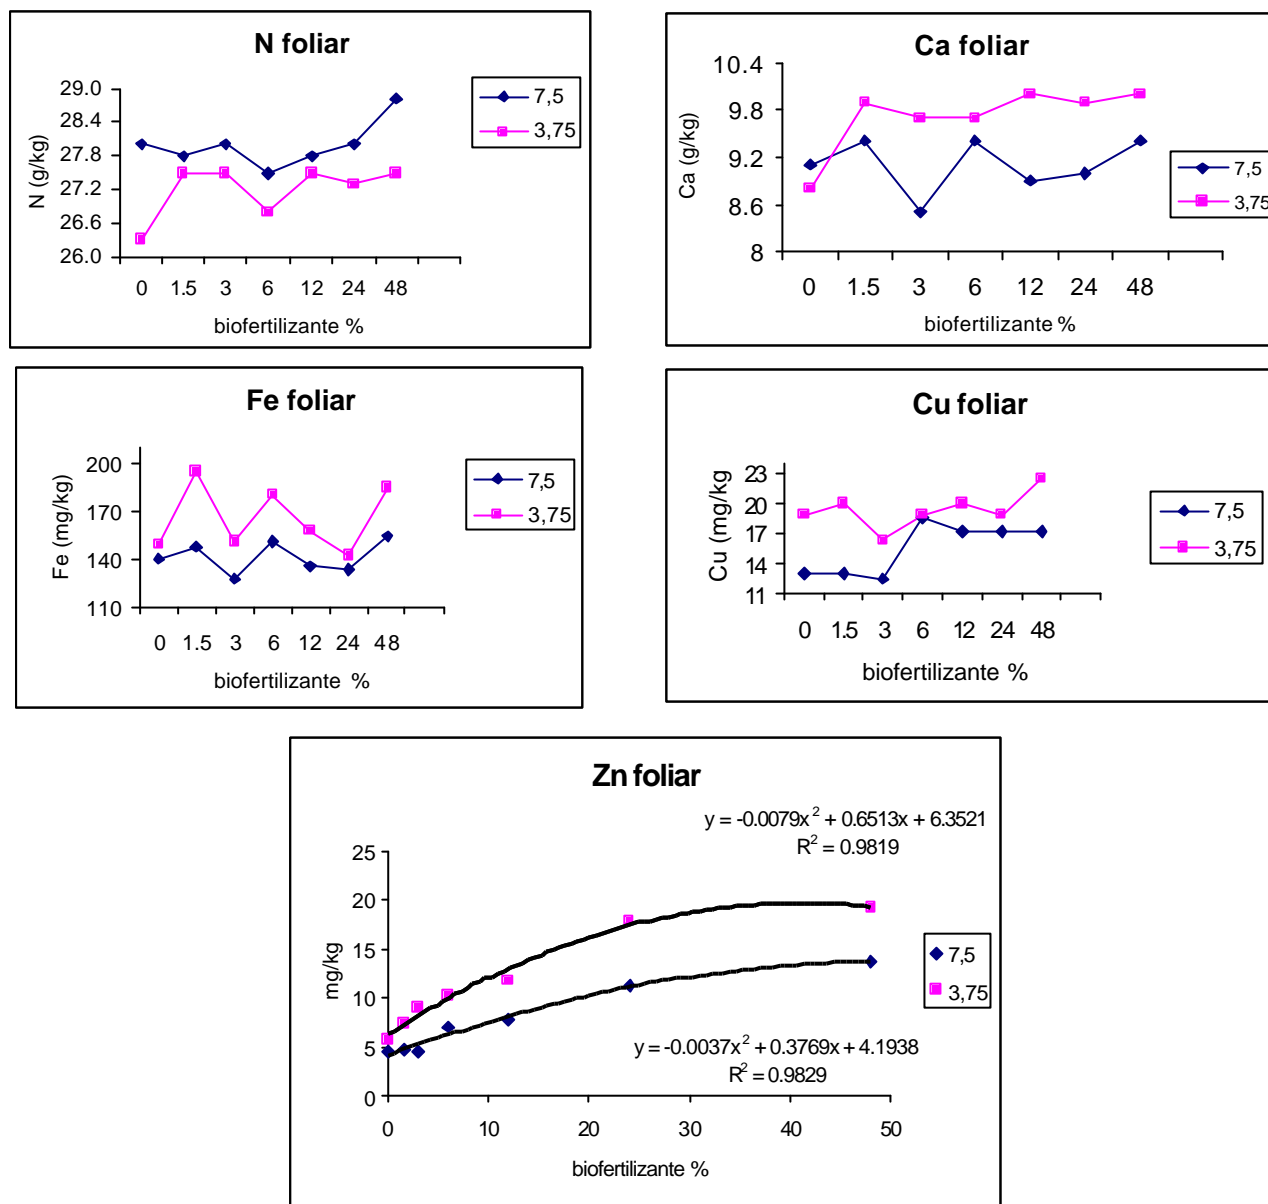 N foliar
29.0
28.4
27.8
27.2
26.6
26.0
N (g/kg)
0 1.5 3 6 12 24 48
biofertilizante %
7,5
3,75
Ca foliar
10.4
9.8
9.2
8.6
8
Ca (g/kg)
0 1.5 3 6 12 24 48
biofertilizante %
7,5
3,75
Fe foliar
200
170
140
110
Fe (mg/kg)
0 1.5 3 6 12 24 48
biofertilizante %
7,5
3,75
Cu foliar
23
20
17
14
11
Cu (mg/kg
0 1.5 3 6 12 24 48
biofertilizante %
7,5
3,75
Zn foliar
y = -0.0079x² + 0.6513x + 6.3521
R² = 0.9819
25
20
15
10
5
0
mg/kg
7,5
3,75
y = -0.0037x² + 0.3769x + 4.1938
R² = 0.9829
0 10 20 30 40 50
biofertilizante %